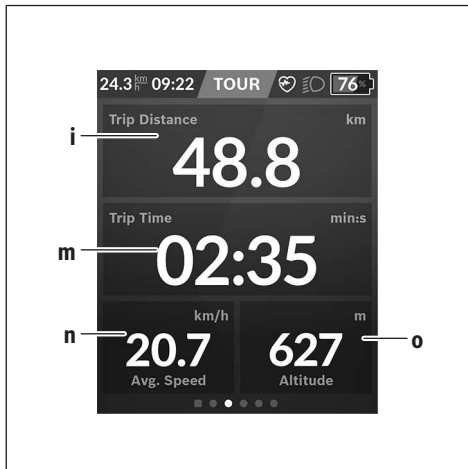 24.3 km/h 09:22 TOUR 76%
Trip Distance km
i
48.8
Trip Time min:s
m
02:35
n
km/h m
20.7 627
o
Avg. Speed Altitude